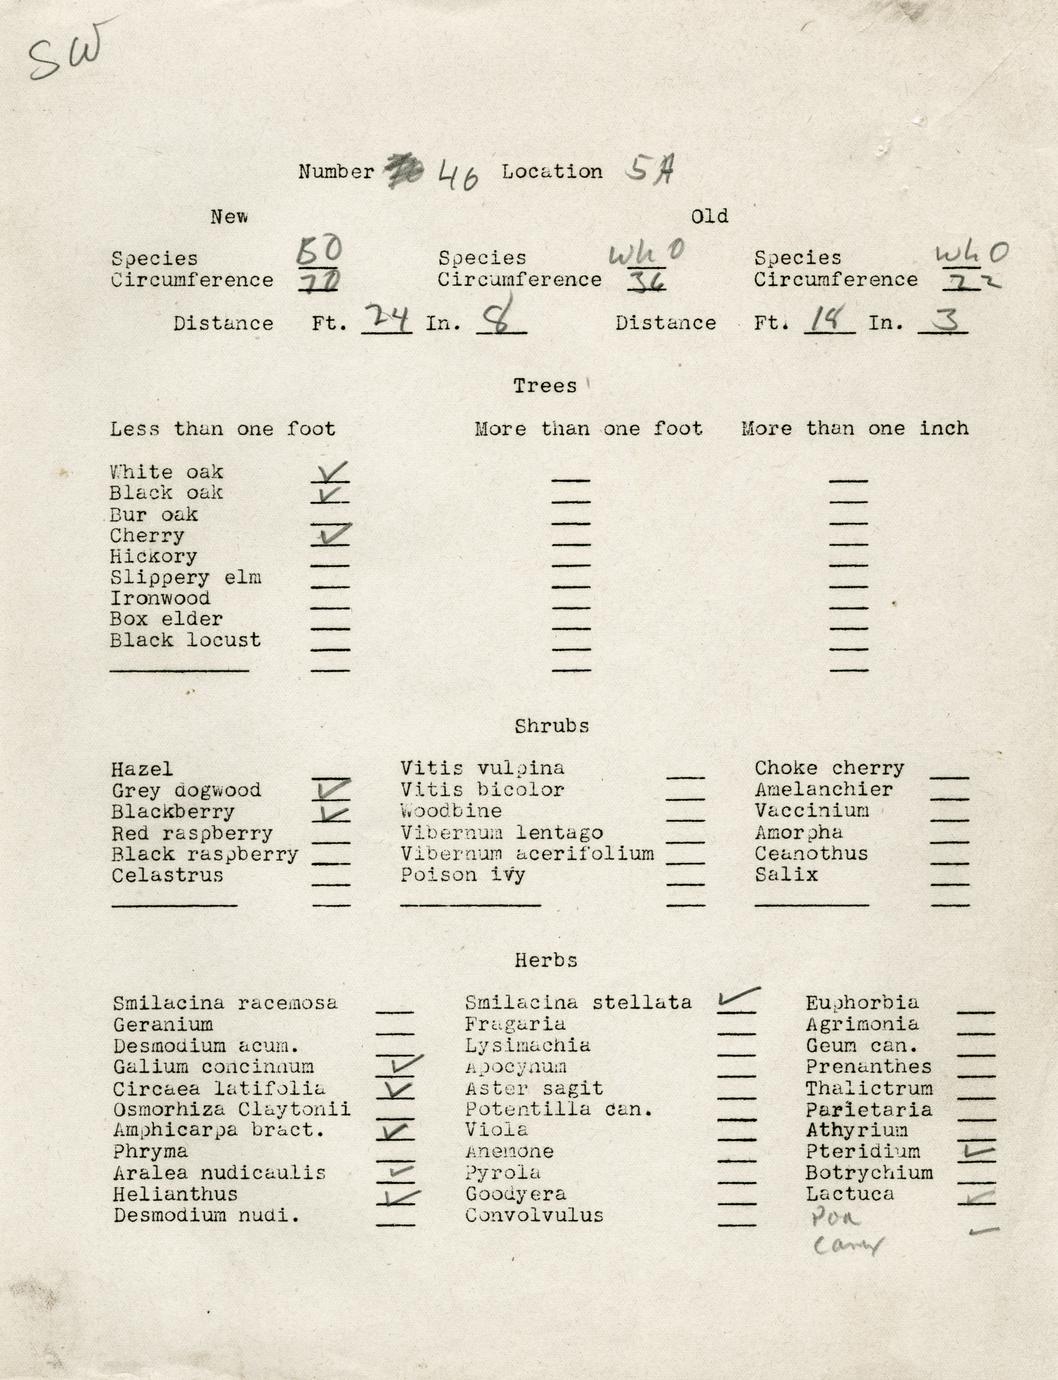 SW
Number 46 Location 5A
New Old
Species BO Species Wh O Species Wh O
Circumference Circumference 36 Circumference 22
Distance Ft. 24 In. 8 Distance Ft. 18 In. 3
Trees
Less than one foot More than one foot More than one inch
White oak ✓
Black oak ✓
Bur oak
Cherry ✓
Hickory
Slippery elm
Ironwood
Box elder
Black locust
Shrubs
Hazel Vitis vulpina Choke cherry
Grey dogwood ✓ Vitis bicolor Amelanchier
Blackberry ✓ Woodbine Vaccinium
Red raspberry Vibernum lentago Amorpha
Black raspberry Vibernum acerifolium Ceanothus
Celastrus Poison ivy Salix
Herbs
Smilacina racemosa Smilacina stellata ✓ Euphorbia
Geranium Fragaria Agrimonia
Desmodium acum. Lysimachia Geum can.
Galium concinnum ✓ Apocynum Prenanthes
Circaea latifolia ✓ Aster sagit Thalictrum
Osmorhiza Claytonii Potentilla can. Parietaria
Amphicarpa bract. ✓ Viola Athyrium
Phryma Anemone Pteridium ✓
Aralea nudicaulis ✓ Pyrola Botrychium
Helianthus ✓ Goodyera Lactuca ✓
Desmodium nudi. Convolvulus Poa
Carex ✓